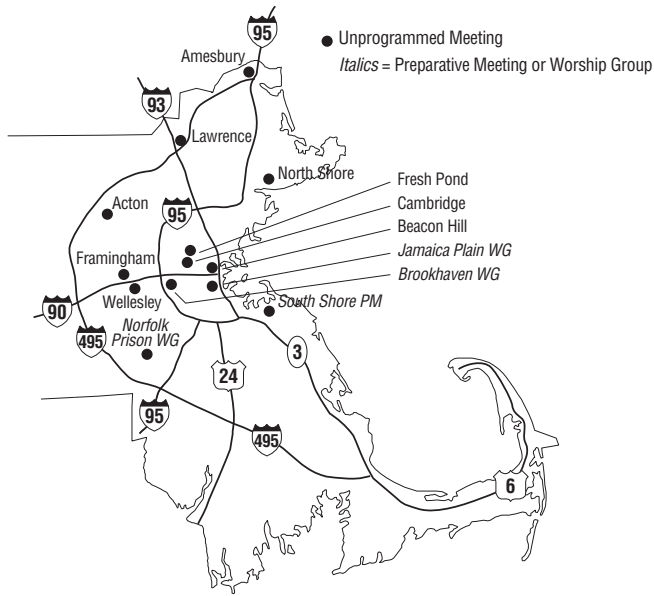 95
Amesbury
Unprogrammed Meeting
Italics = Preparative Meeting or Worship Group
93
Lawrence
North Shore
Fresh Pond
Acton
95
Cambridge
Beacon Hill
Framingham
Jamaica Plain WG
Brookhaven WG
Wellesley
South Shore PM
90
Norfolk
Prison WG
495
3
24
95
495
6